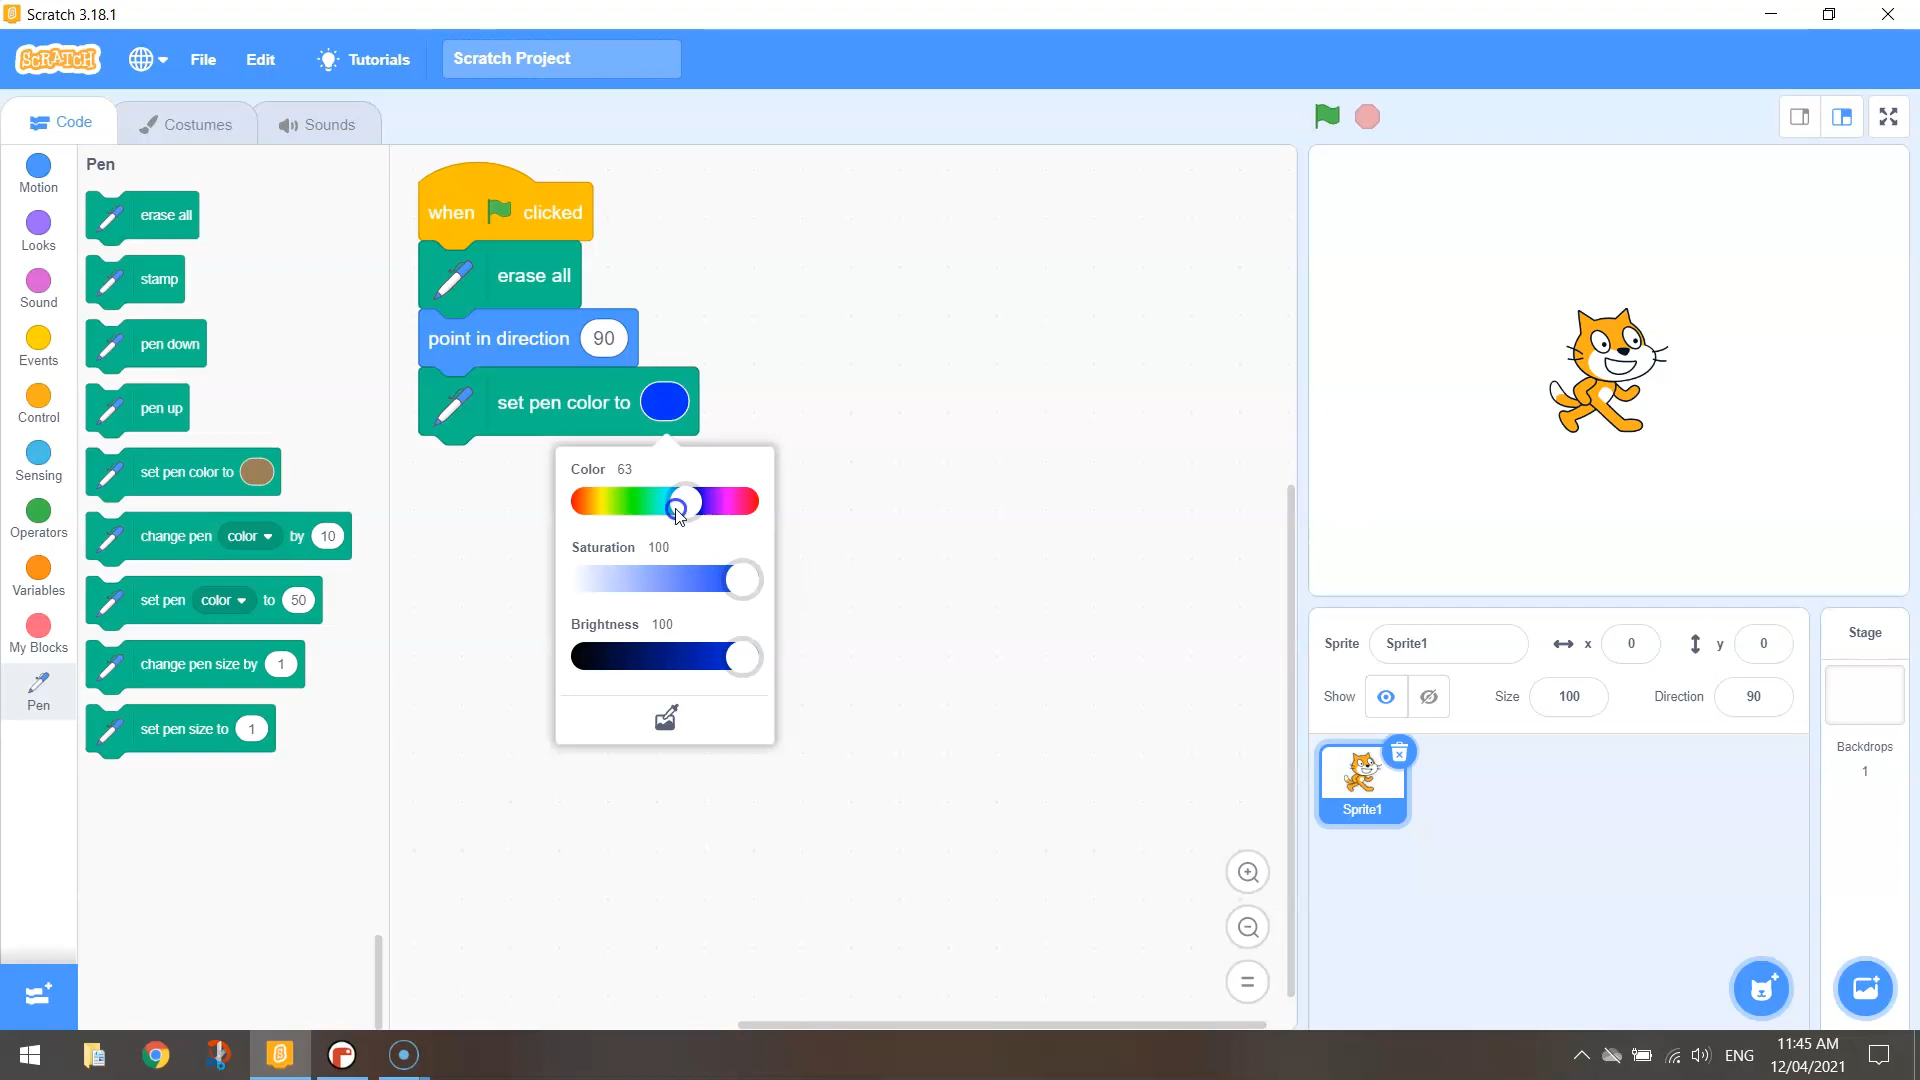 Scratch 3.18.1
SCRATCH
File
Edit
Tutorials
Scratch Project
Code
Costumes
Sounds
Motion
Looks
Sound
Events
Control
Sensing
Operators
Variables
My Blocks
Pen
Pen
erase all
stamp
pen down
pen up
set pen color to
change pen color by 10
set pen color to 50
change pen size by 1
set pen size to 1
when clicked
erase all
point in direction 90
set pen color to
Color 63
Saturation 100
Brightness 100
Sprite Sprite1 x 0 y 0
Show Size 100 Direction 90
Sprite1
Stage
Backdrops
1
ENG
11:45 AM
12/04/2021